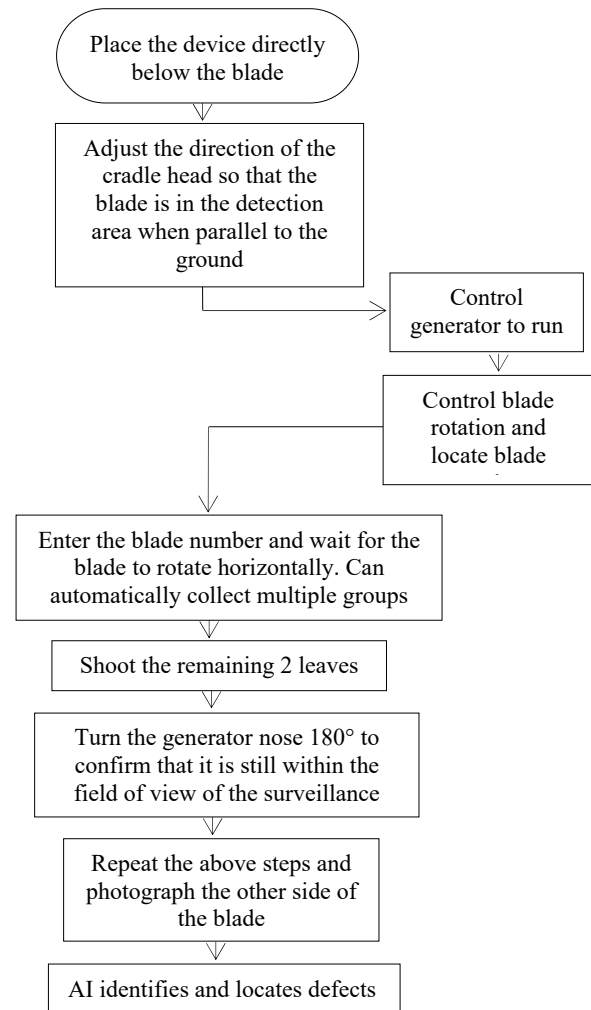 Place the device directly
below the blade
Adjust the direction of the
cradle head so that the
blade is in the detection
area when parallel to the
ground
Control
generator to run
Control blade
rotation and
locate blade
Enter the blade number and wait for the
blade to rotate horizontally. Can
automatically collect multiple groups
Shoot the remaining 2 leaves
Turn the generator nose 180° to
confirm that it is still within the
field of view of the surveillance
Repeat the above steps and
photograph the other side of
the blade
AI identifies and locates defects